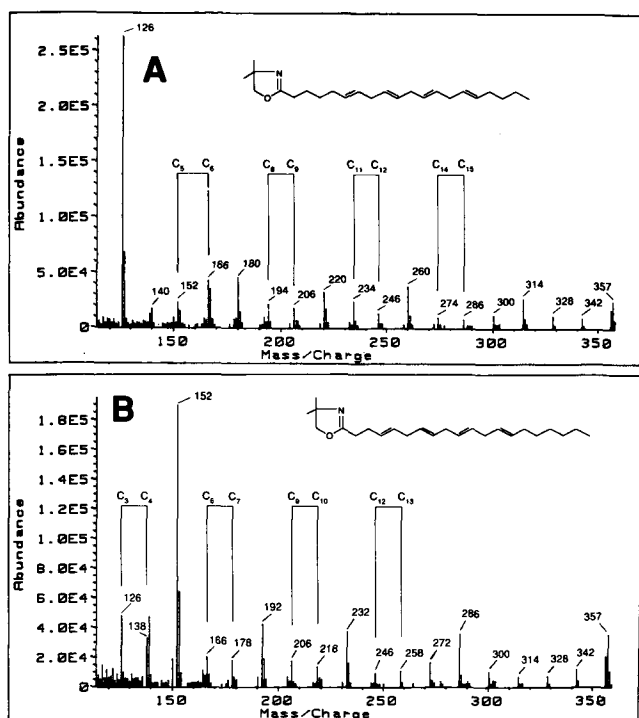 126
2.5E5
A
N
O
2.0E5
1.5E5
C5 C6 C8 C9 C11 C12 C14 C15
1.0E5
5.0E4
140 152 166 180 194 206 220 234 246 260 274 286 300 314 328 342 357
0
150 200 250 300 350
Abundance
Mass/Charge
B
152
N
O
1.8E5
1.6E5
1.4E5
1.2E5
C3 C4 C6 C7 C9 C10 C12 C13
1.0E5
8.0E4
6.0E4
4.0E4
2.0E4
0
126 138 166 178 192 206 218 232 246 258 272 286 300 314 328 342 357
150 200 250 300 350
Abundance
Mass/Charge